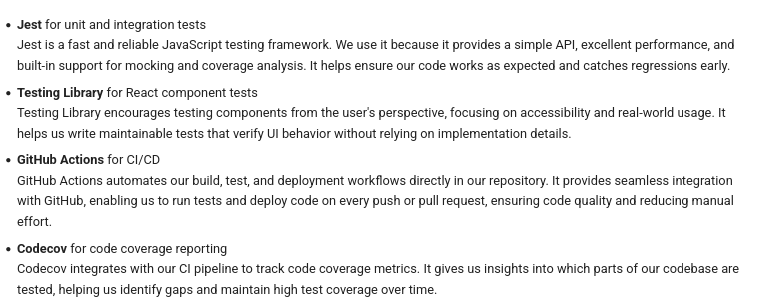 • Jest for unit and integration tests
Jest is a fast and reliable JavaScript testing framework. We use it because it provides a simple API, excellent performance, and
built-in support for mocking and coverage analysis. It helps ensure our code works as expected and catches regressions early.
• Testing Library for React component tests
Testing Library encourages testing components from the user's perspective, focusing on accessibility and real-world usage. It
helps us write maintainable tests that verify UI behavior without relying on implementation details.
• GitHub Actions for CI/CD
GitHub Actions automates our build, test, and deployment workflows directly in our repository. It provides seamless integration
with GitHub, enabling us to run tests and deploy code on every push or pull request, ensuring code quality and reducing manual
effort.
• Codecov for code coverage reporting
Codecov integrates with our CI pipeline to track code coverage metrics. It gives us insights into which parts of our codebase are
tested, helping us identify gaps and maintain high test coverage over time.